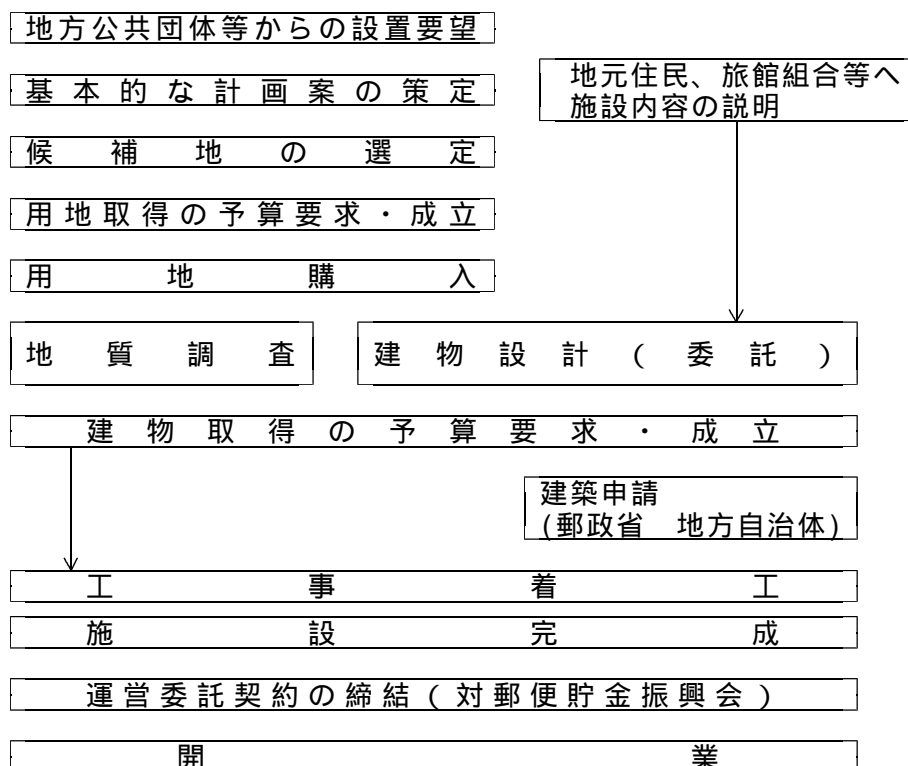 地方公共団体等からの設置要望
地元住民、旅館組合等へ
施設内容の説明
基本的な計画案の策定
候補地の選定
用地取得の予算要求・成立
用地購入
地質調査
建物設計(委託)
建物取得の予算要求・成立
建築申請
(郵政省　地方自治体)
工事着工
施設完成
運営委託契約の締結(対郵便貯金振興会)
開業